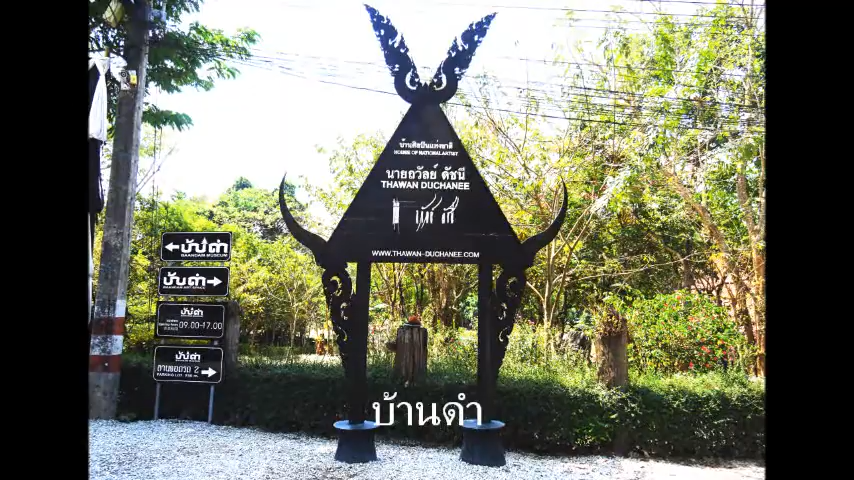 บ้านศิลปินแห่งชาติ
HOUSE OF NATIONAL ARTIST
นายถวัลย์ ดัชนี
THAWAN DUCHANEE
WWW.THAWAN-DUCHANEE.COM
บ้านดำ
BAANDAM MUSEUM
บ้านดำ
บ้านดำ
09.00-17.00
บ้านดำ
ลานจอดรถ 2
บ้านดำ